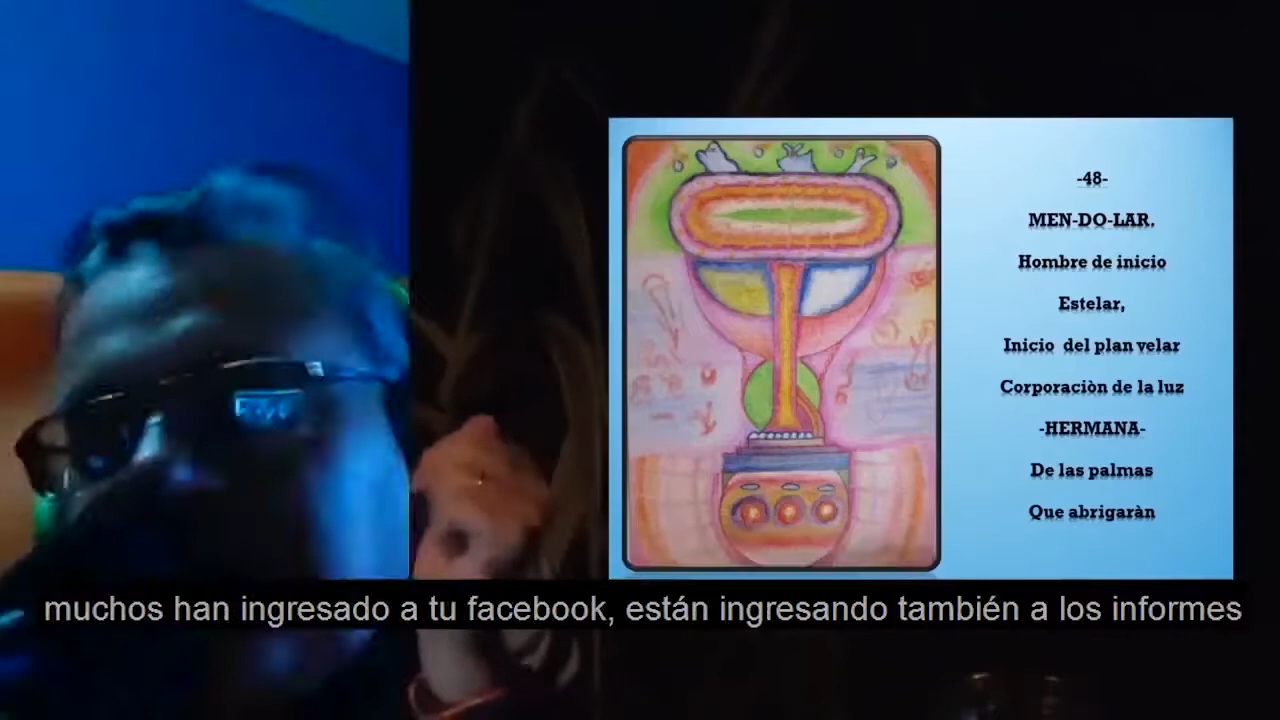 -48-
MEN-DO-LAR.
Hombre de inicio
Estelar,
Inicio  del plan velar
Corporaciòn de la luz
-HERMANA-
De las palmas
Que abrigaràn
muchos han ingresado a tu facebook, están ingresando también a los informes